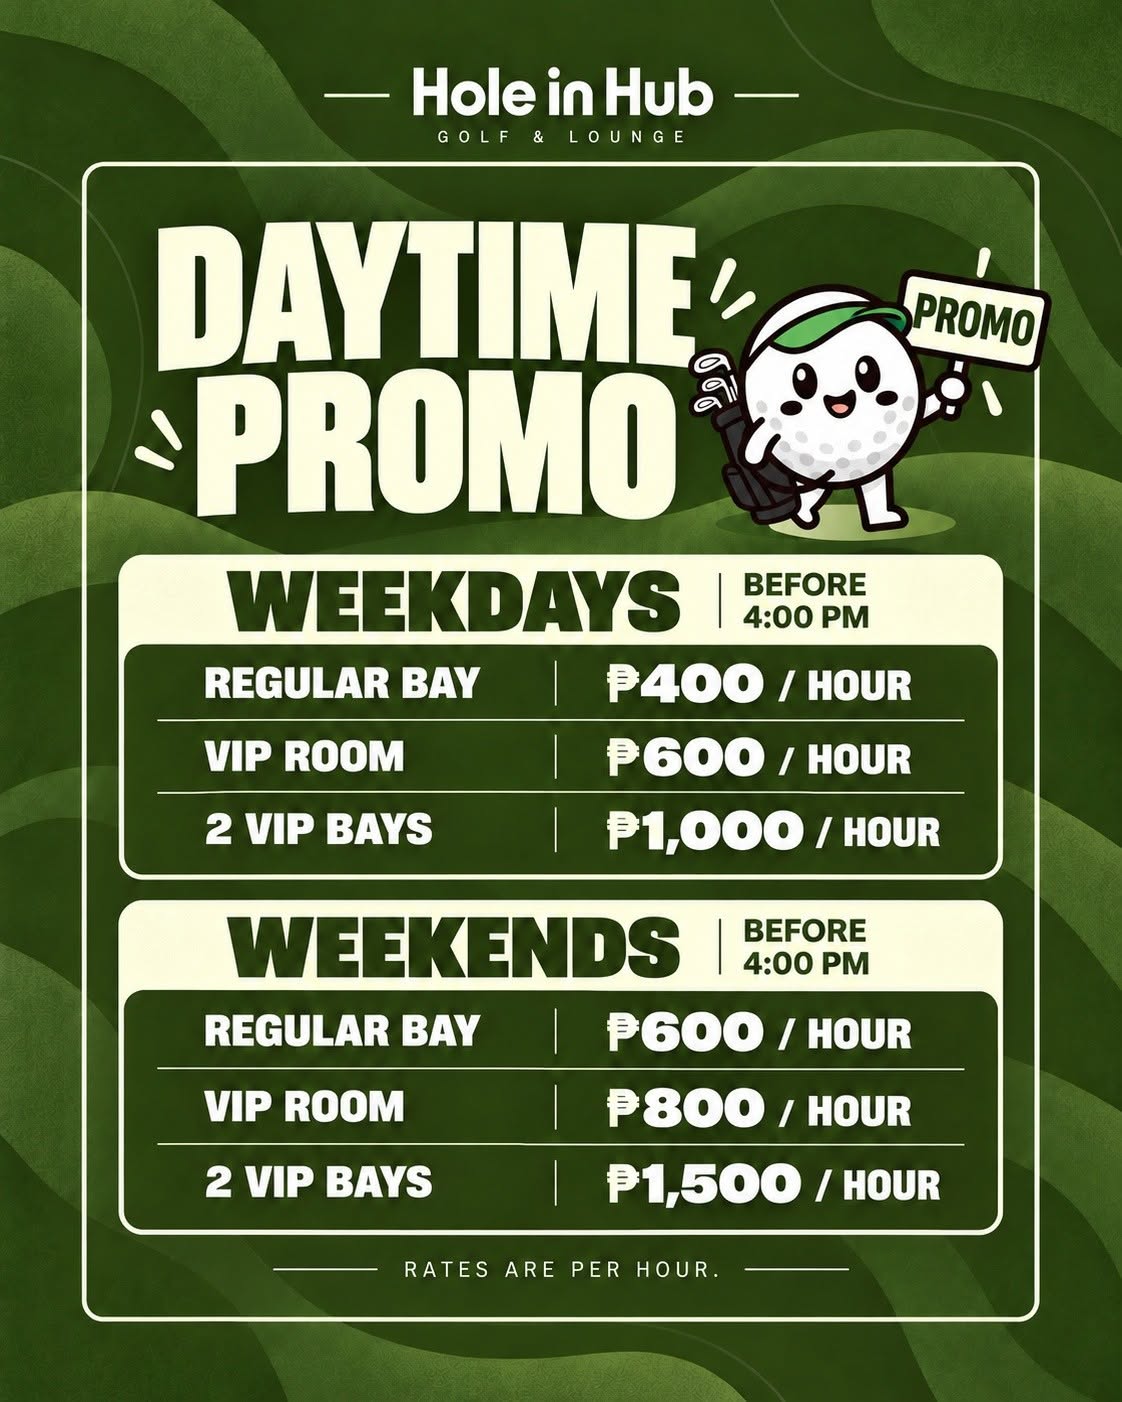 Hole in Hub
GOLF & LOUNGE
DAYTIME
PROMO
PROMO
WEEKDAYS
BEFORE
4:00 PM
REGULAR BAY
₱400 / HOUR
VIP ROOM
₱600 / HOUR
2 VIP BAYS
₱1,000 / HOUR
WEEKENDS
BEFORE
4:00 PM
REGULAR BAY
₱600 / HOUR
VIP ROOM
₱800 / HOUR
2 VIP BAYS
₱1,500 / HOUR
RATES ARE PER HOUR.